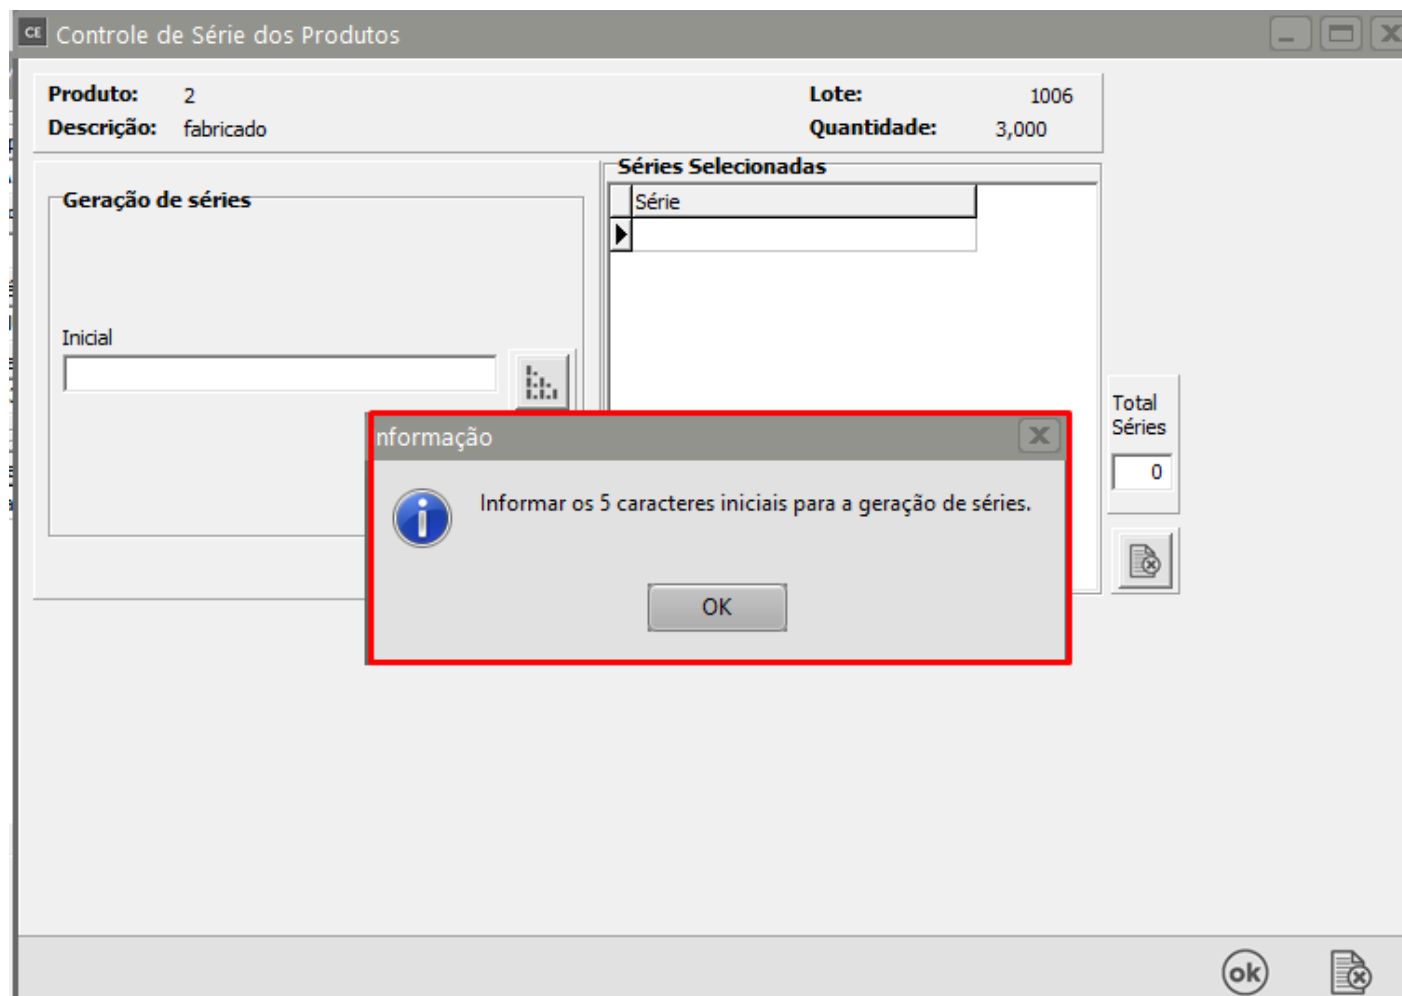 CE Controle de Série dos Produtos
Produto: 2 Lote: 1006
Descrição: fabricado Quantidade: 3,000
Séries Selecionadas
Geração de séries
Série
Inicial
Total
Séries
0
nformação
Informar os 5 caracteres iniciais para a geração de séries.
OK
ok